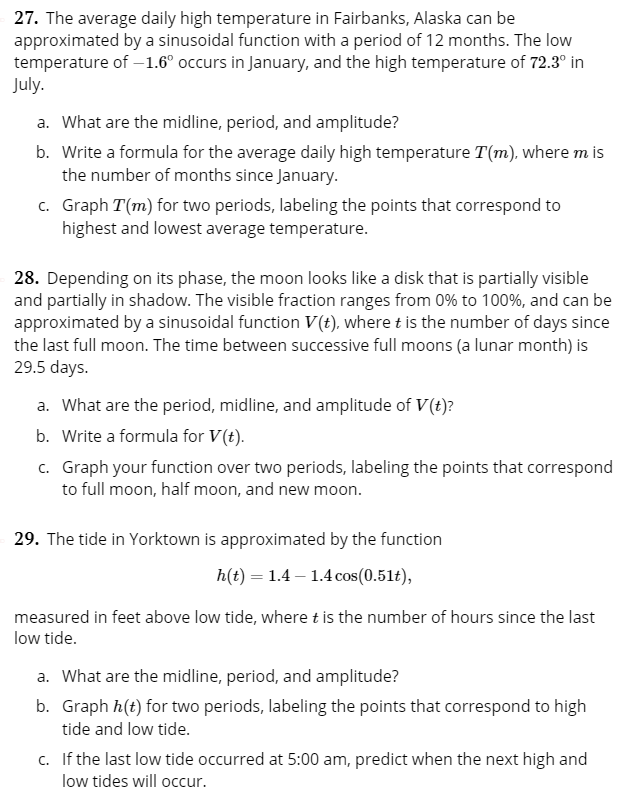 27. The average daily high temperature in Fairbanks, Alaska can be
approximated by a sinusoidal function with a period of 12 months. The low
temperature of −1.6° occurs in January, and the high temperature of 72.3° in
July.
a. What are the midline, period, and amplitude?
b. Write a formula for the average daily high temperature T(m), where m is
the number of months since January.
c. Graph T(m) for two periods, labeling the points that correspond to
highest and lowest average temperature.
28. Depending on its phase, the moon looks like a disk that is partially visible
and partially in shadow. The visible fraction ranges from 0% to 100%, and can be
approximated by a sinusoidal function V(t), where t is the number of days since
the last full moon. The time between successive full moons (a lunar month) is
29.5 days.
a. What are the period, midline, and amplitude of V(t)?
b. Write a formula for V(t).
c. Graph your function over two periods, labeling the points that correspond
to full moon, half moon, and new moon.
29. The tide in Yorktown is approximated by the function
h(t) = 1.4 − 1.4 cos(0.51t),
measured in feet above low tide, where t is the number of hours since the last
low tide.
a. What are the midline, period, and amplitude?
b. Graph h(t) for two periods, labeling the points that correspond to high
tide and low tide.
c. If the last low tide occurred at 5:00 am, predict when the next high and
low tides will occur.